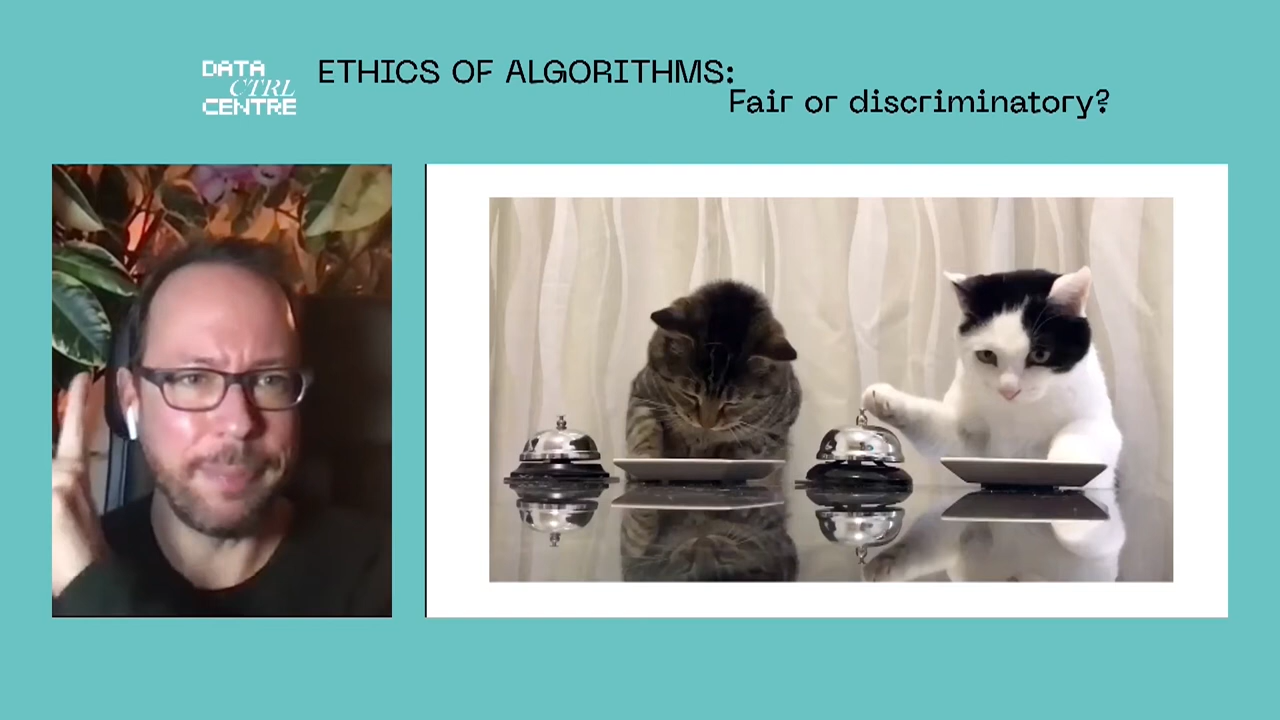 DATA
CTRL
CENTRE
ETHICS OF ALGORITHMS:
Fair or discriminatory?